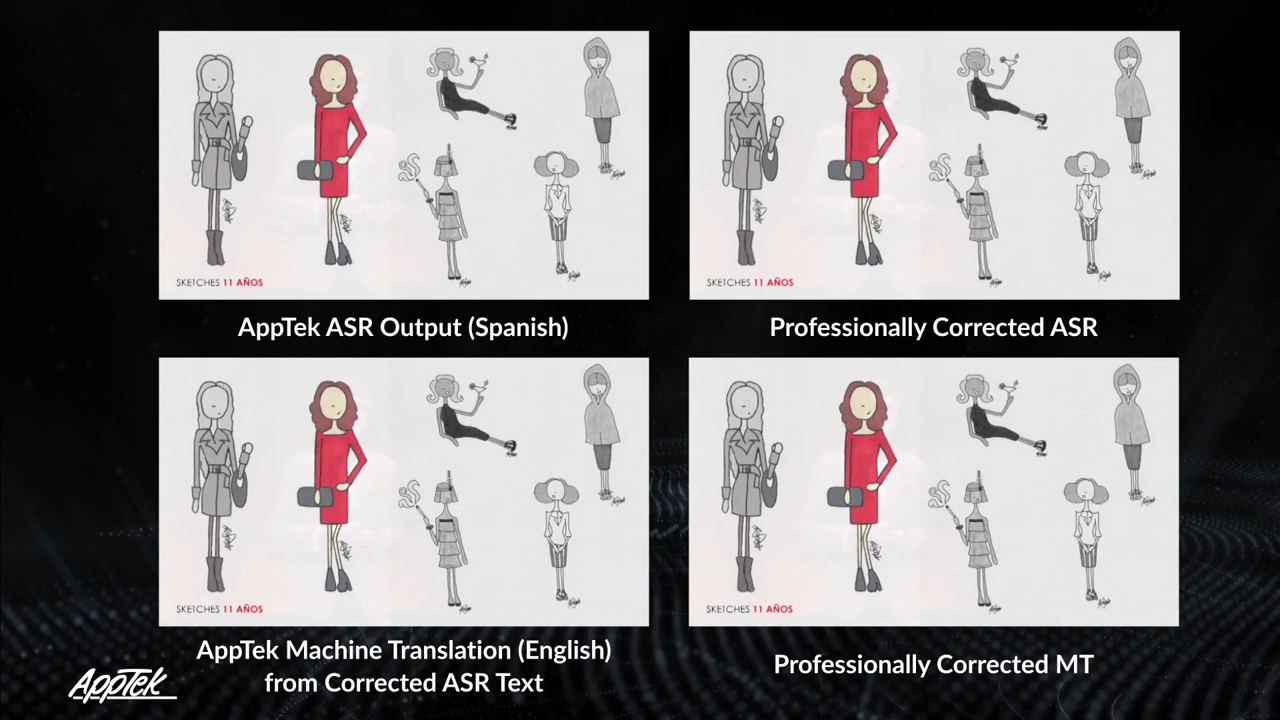 SKETCHES 11 AÑOS
SKETCHES 11 AÑOS
AppTek ASR Output (Spanish)
Professionally Corrected ASR
SKETCHES 11 AÑOS
SKETCHES 11 AÑOS
AppTek Machine Translation (English)
from Corrected ASR Text
Professionally Corrected MT
AppTek